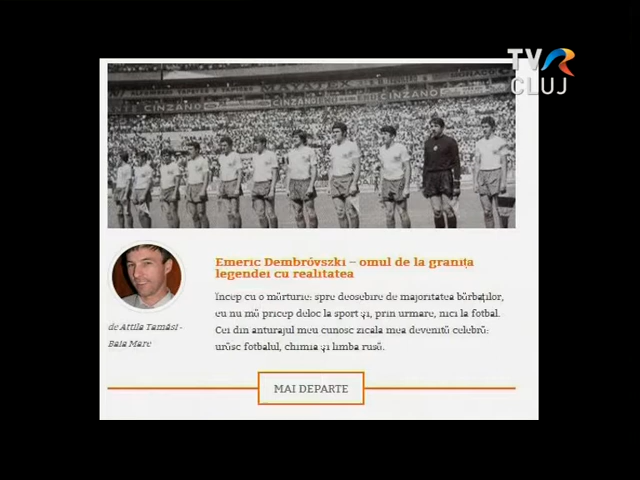 TVR
CLUJ
CINZANO
CINZANO
CINZANO
Emeric Dembróvszki – omul de la granița
legendei cu realitatea
Încep cu o mărturie: spre deosebire de majoritatea bărbaților,
eu nu mă pricep deloc la sport și, prin urmare, nici la fotbal.
Cei din anturajul meu cunosc zicala mea devenită celebră:
urăsc fotbalul, chimia și limba rusă.
de Attila Tamási -
Baia Mare
MAI DEPARTE